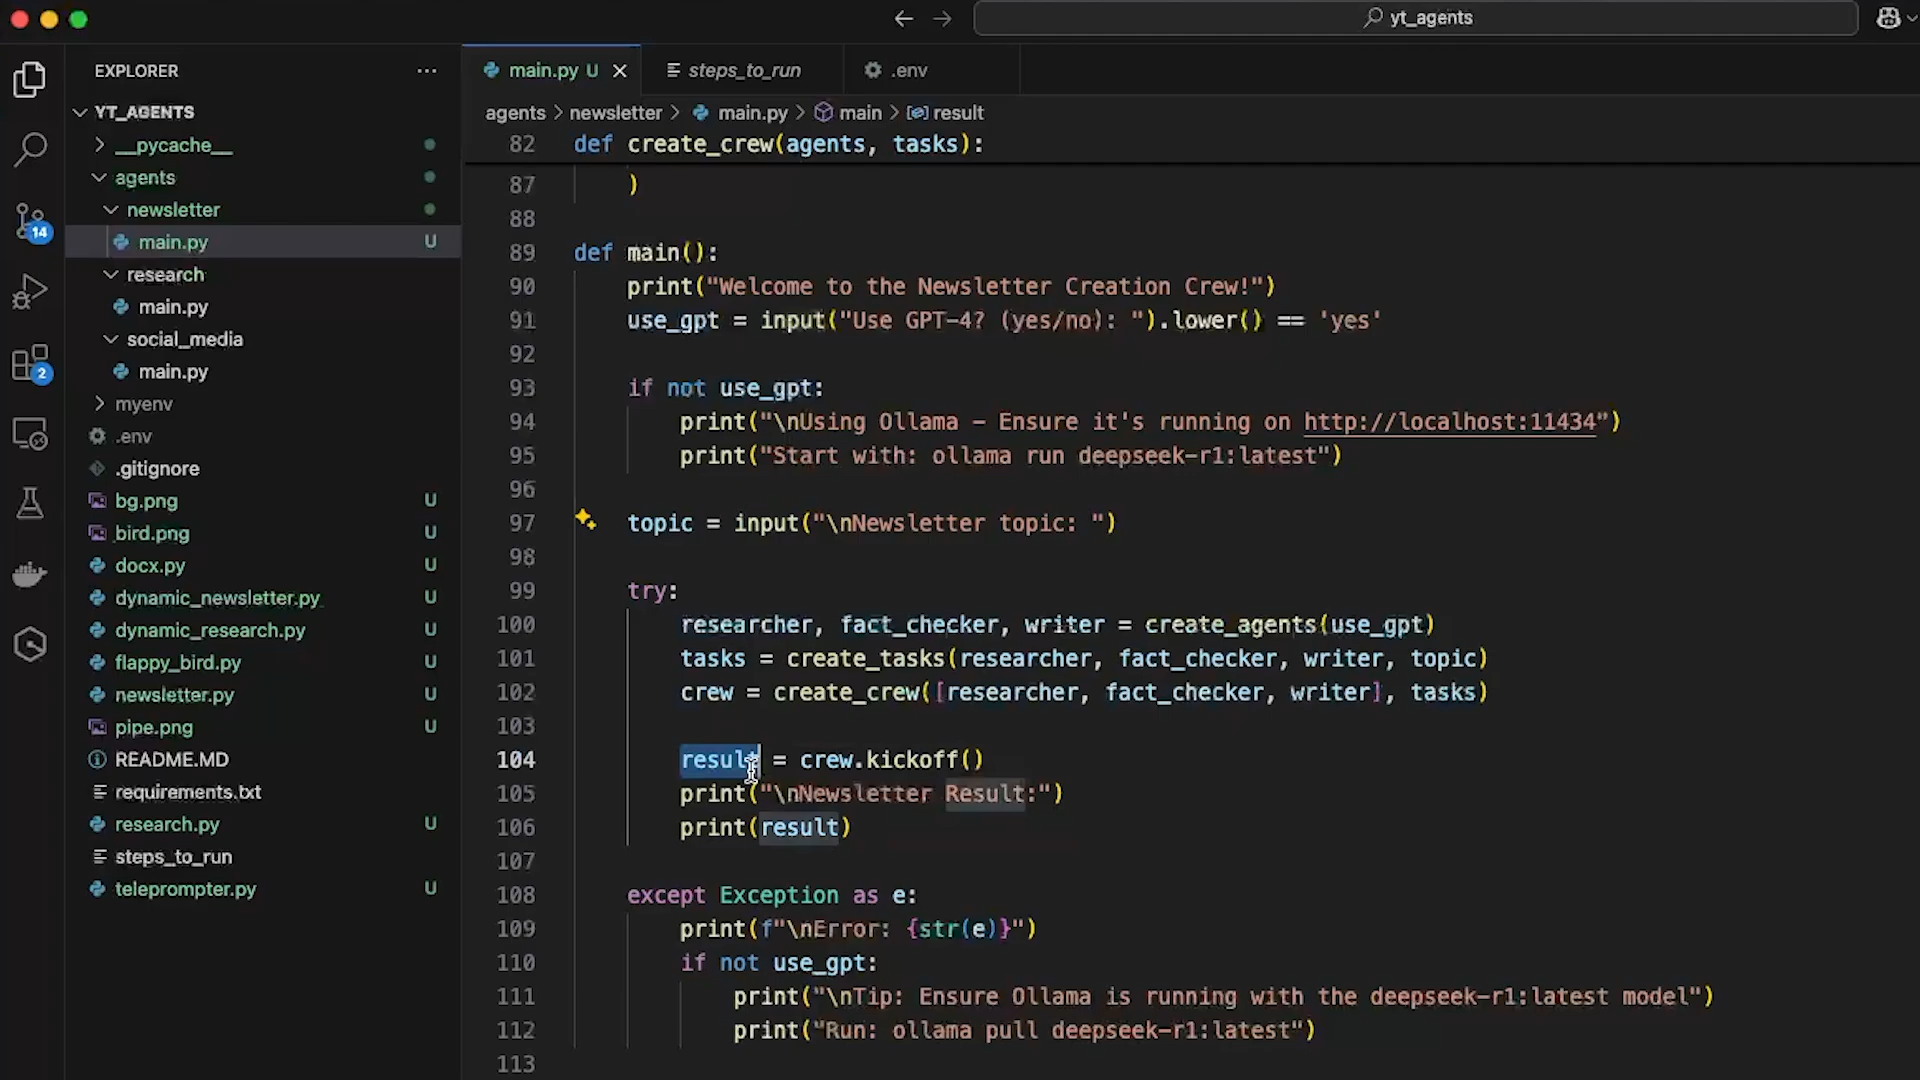 yt_agents
EXPLORER
main.py U
steps_to_run
.env
YT_AGENTS
__pycache__
agents
newsletter
main.py U
research
main.py
social_media
main.py
myenv
.env
.gitignore
bg.png U
bird.png U
docx.py U
dynamic_newsletter.py U
dynamic_research.py U
flappy_bird.py U
newsletter.py U
pipe.png U
README.MD
requirements.txt
research.py U
steps_to_run
teleprompter.py U
14
2
agents > newsletter > main.py > main > result
82 def create_crew(agents, tasks):
87 )
88
89 def main():
90 print("Welcome to the Newsletter Creation Crew!")
91 use_gpt = input("Use GPT-4? (yes/no): ").lower() == 'yes'
92
93 if not use_gpt:
94 print("\nUsing Ollama – Ensure it's running on http://localhost:11434")
95 print("Start with: ollama run deepseek-r1:latest")
96
97 topic = input("\nNewsletter topic: ")
98
99 try:
100 researcher, fact_checker, writer = create_agents(use_gpt)
101 tasks = create_tasks(researcher, fact_checker, writer, topic)
102 crew = create_crew([researcher, fact_checker, writer], tasks)
103
104 result = crew.kickoff()
105 print("\nNewsletter Result:")
106 print(result)
107
108 except Exception as e:
109 print(f"\nError: {str(e)}")
110 if not use_gpt:
111 print("\nTip: Ensure Ollama is running with the deepseek-r1:latest model")
112 print("Run: ollama pull deepseek-r1:latest")
113